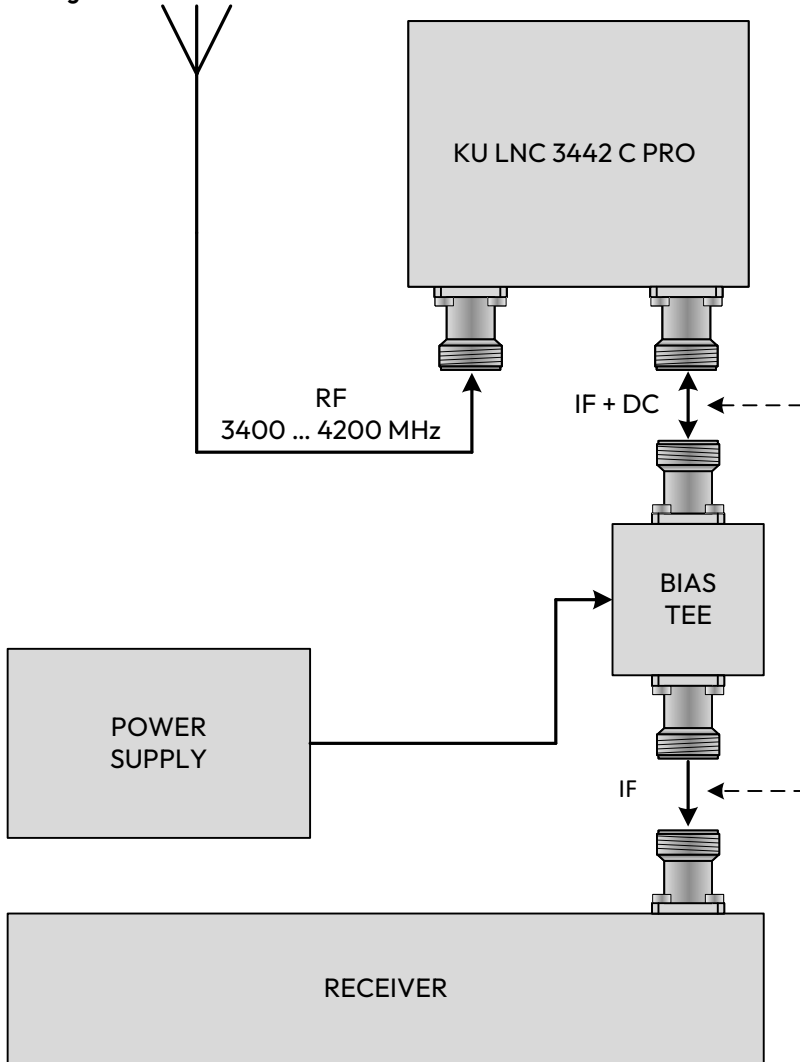 KU LNC 3442 C PRO
RF
3400 ... 4200 MHz
IF + DC
BIAS
TEE
POWER
SUPPLY
IF
RECEIVER